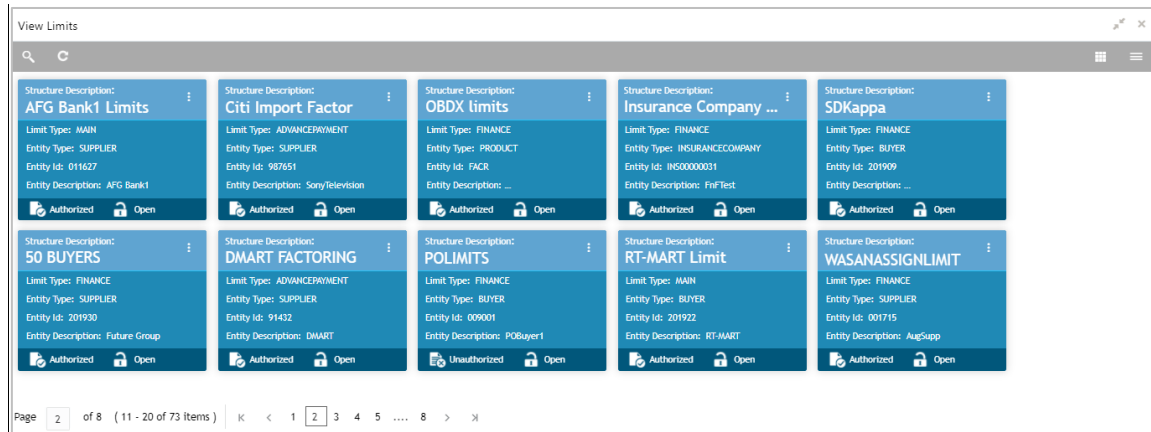 View Limits
Structure Description:
AFG Bank1 Limits
Limit Type: MAIN
Entity Type: SUPPLIER
Entity Id: 011627
Entity Description: AFG Bank1
Authorized Open
Structure Description:
Citi Import Factor
Limit Type: ADVANCEPAYMENT
Entity Type: SUPPLIER
Entity Id: 987651
Entity Description: SonyTelevision
Authorized Open
Structure Description:
OBDX limits
Limit Type: FINANCE
Entity Type: PRODUCT
Entity Id: FACR
Entity Description: ...
Authorized Open
Structure Description:
Insurance Company ...
Limit Type: FINANCE
Entity Type: INSURANCECOMPANY
Entity Id: INS00000031
Entity Description: FnFTest
Authorized Open
Structure Description:
SDKappa
Limit Type: FINANCE
Entity Type: BUYER
Entity Id: 201909
Entity Description: ...
Authorized Open
Structure Description:
50 BUYERS
Limit Type: FINANCE
Entity Type: SUPPLIER
Entity Id: 201930
Entity Description: Future Group
Authorized Open
Structure Description:
DMART FACTORING
Limit Type: ADVANCEPAYMENT
Entity Type: SUPPLIER
Entity Id: 91432
Entity Description: DMART
Authorized Open
Structure Description:
POLIMITS
Limit Type: FINANCE
Entity Type: BUYER
Entity Id: 009001
Entity Description: POBuyer1
Unauthorized Open
Structure Description:
RT-MART Limit
Limit Type: MAIN
Entity Type: BUYER
Entity Id: 201922
Entity Description: RT-MART
Authorized Open
Structure Description:
WASANASSIGNLIMIT
Limit Type: FINANCE
Entity Type: SUPPLIER
Entity Id: 001715
Entity Description: AugSupp
Authorized Open
Page 2 of 8 ( 11 - 20 of 73 items ) 1 2 3 4 5 .... 8